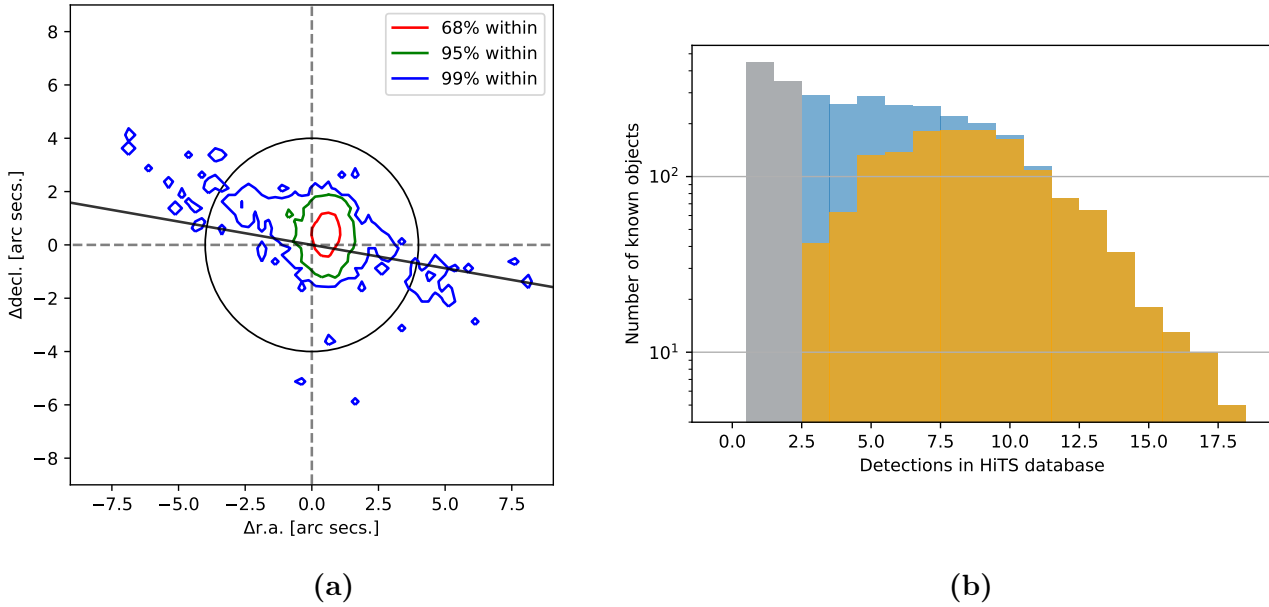 68% within
95% within
99% within
8
6
4
2
0
−2
−4
−6
−8
Δdecl. [arc secs.]
−7.5 −5.0 −2.5 0.0 2.5 5.0 7.5
Δr.a. [arc secs.]
(a)
Number of known objects
10²
10¹
0.0 2.5 5.0 7.5 10.0 12.5 15.0 17.5
Detections in HiTS database
(b)